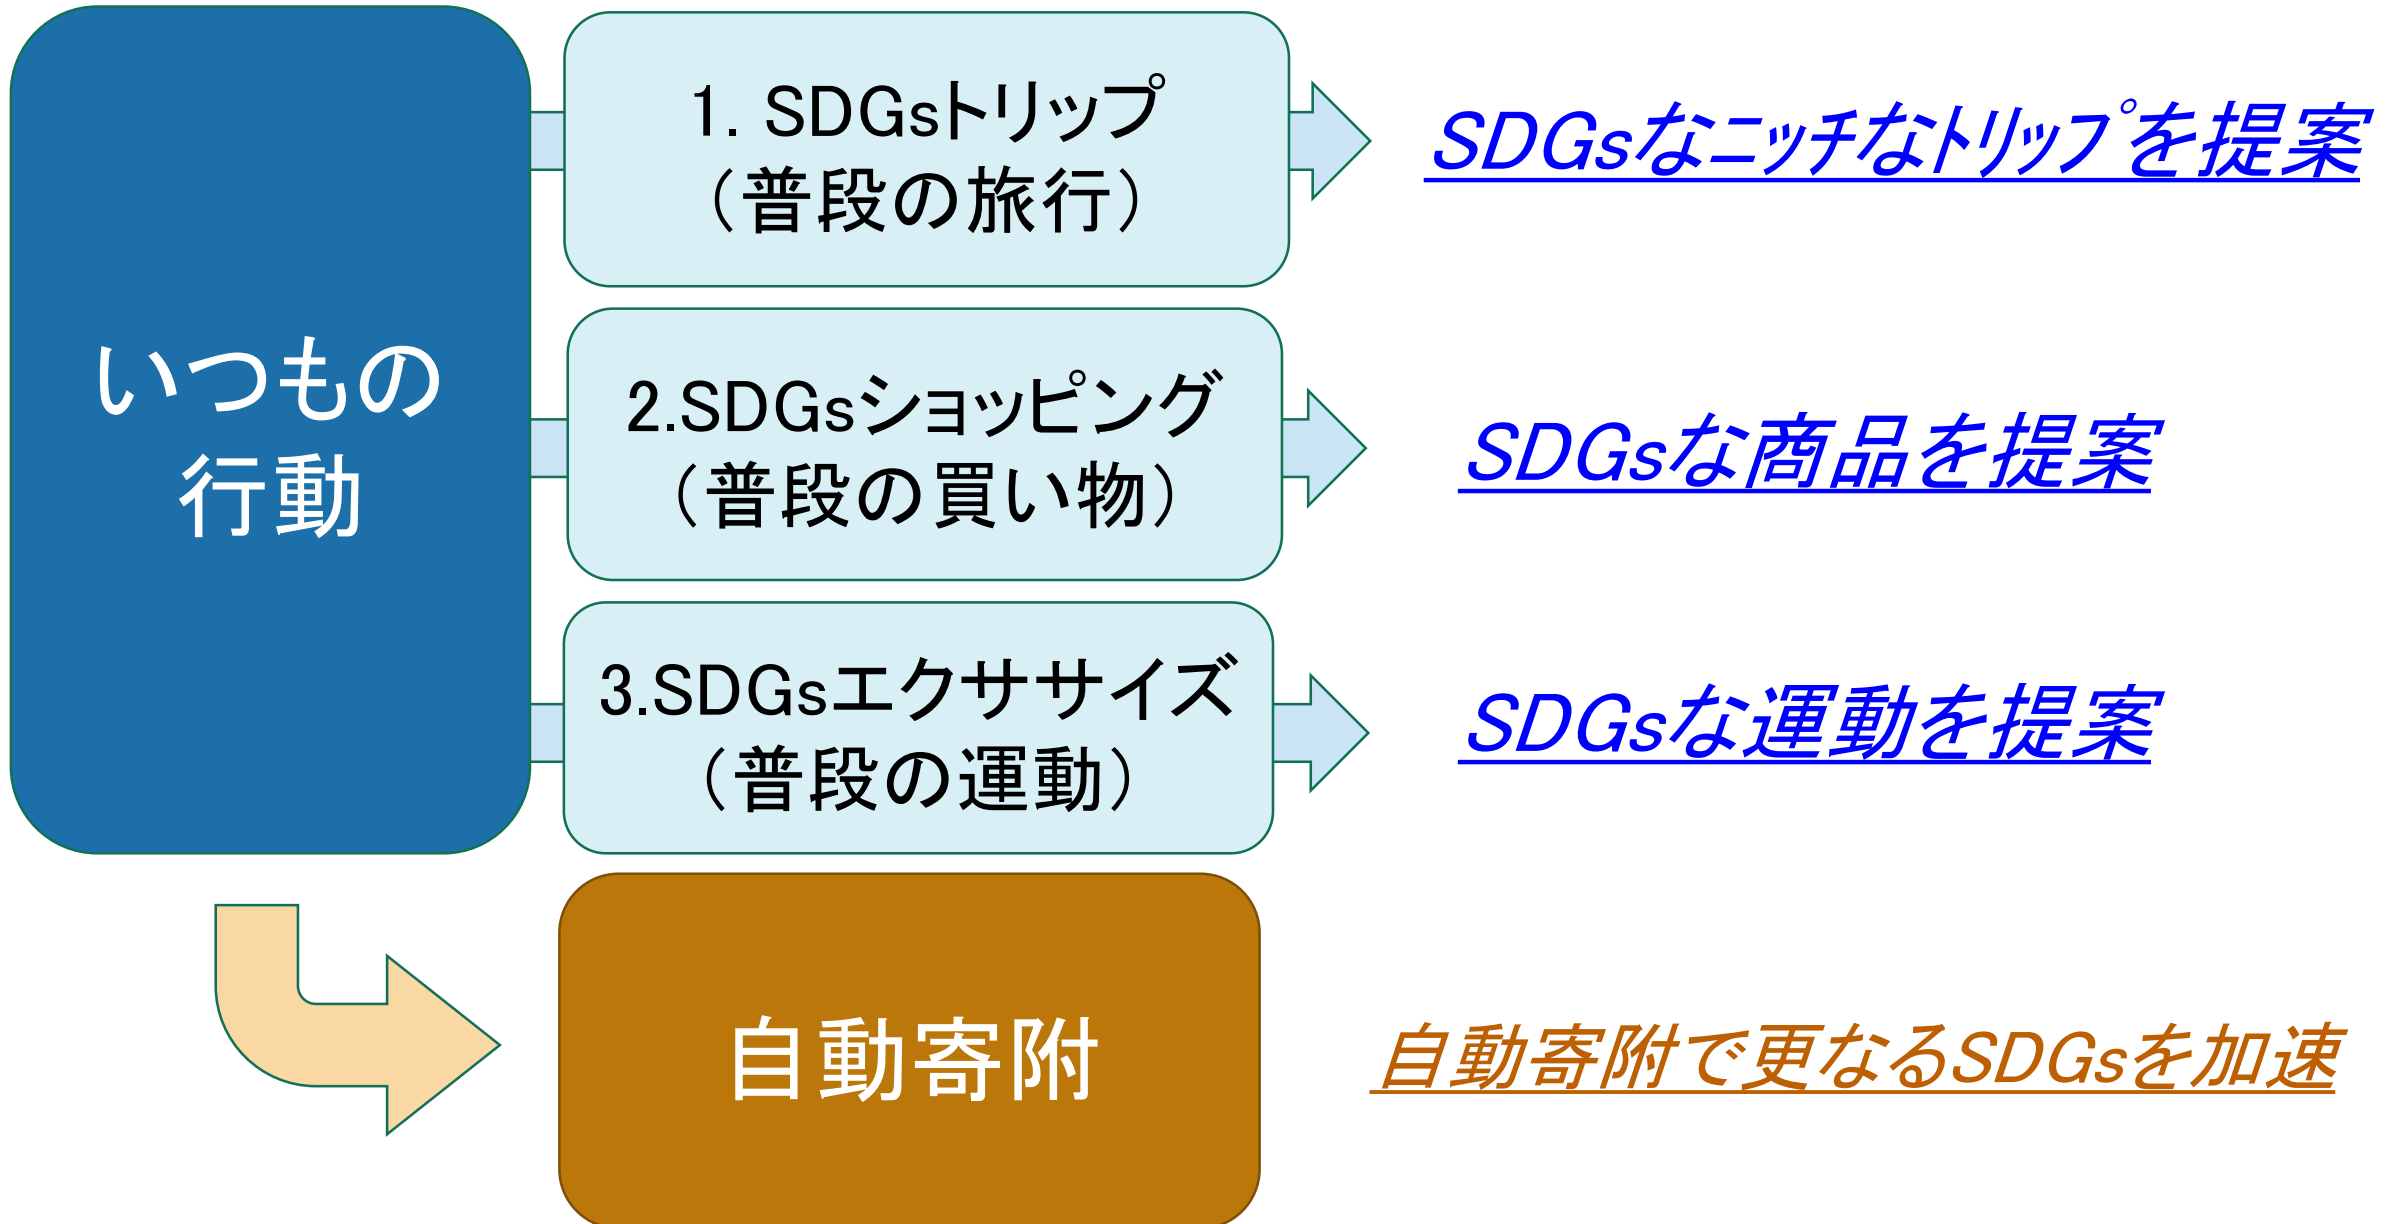 いつもの
行動
1. SDGsトリップ
（普段の旅行）
SDGsなニッチなトリップを提案
2.SDGsショッピング
（普段の買い物）
SDGsな商品を提案
3.SDGsエクササイズ
（普段の運動）
SDGsな運動を提案
自動寄附
自動寄附で更なるSDGsを加速